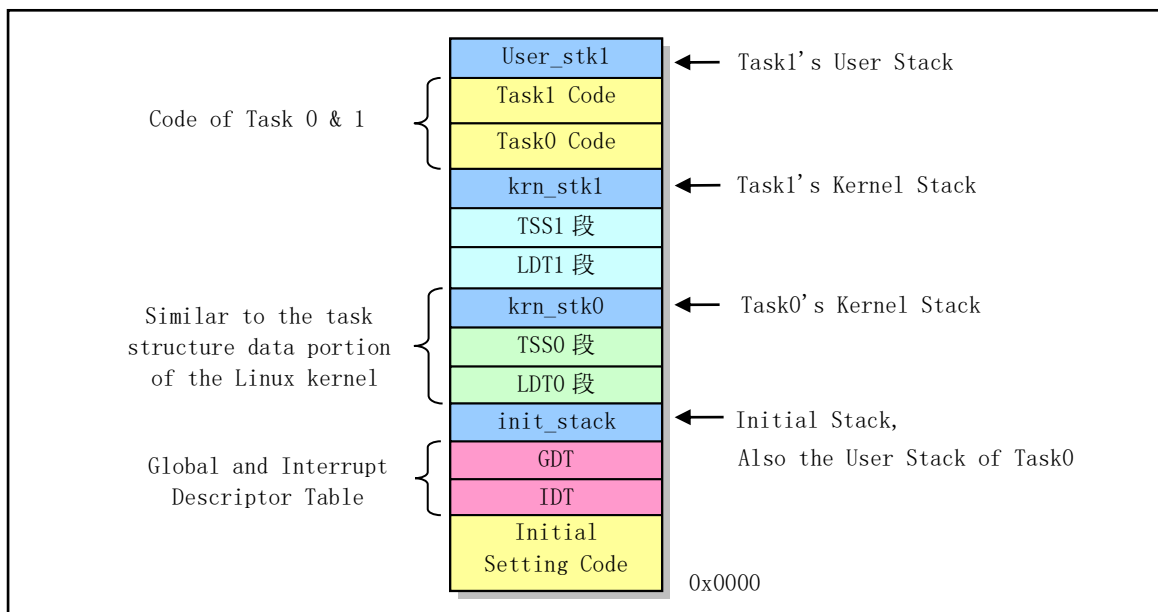 User_stk1
Task1's User Stack
Task1 Code
Code of Task 0 & 1
Task0 Code
krn_stk1
Task1's Kernel Stack
TSS1 段
LDT1 段
krn_stk0
Task0's Kernel Stack
Similar to the task
structure data portion
of the Linux kernel
TSS0 段
LDT0 段
init_stack
Initial Stack,
Also the User Stack of Task0
Global and Interrupt
Descriptor Table
GDT
IDT
Initial
Setting Code
0x0000